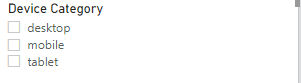 Device Category
desktop
mobile
tablet